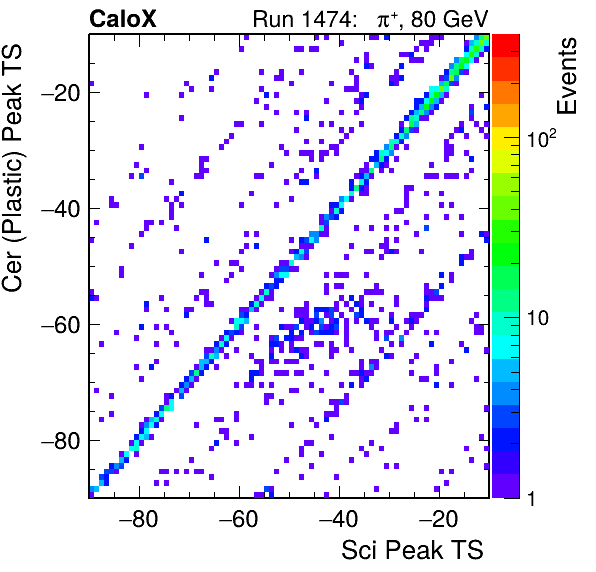 CaloX Run 1474: π+, 80 GeV
Cer (Plastic) Peak TS
−20
−40
−60
−80
−80 −60 −40 −20
Sci Peak TS
Events
10²
10
1